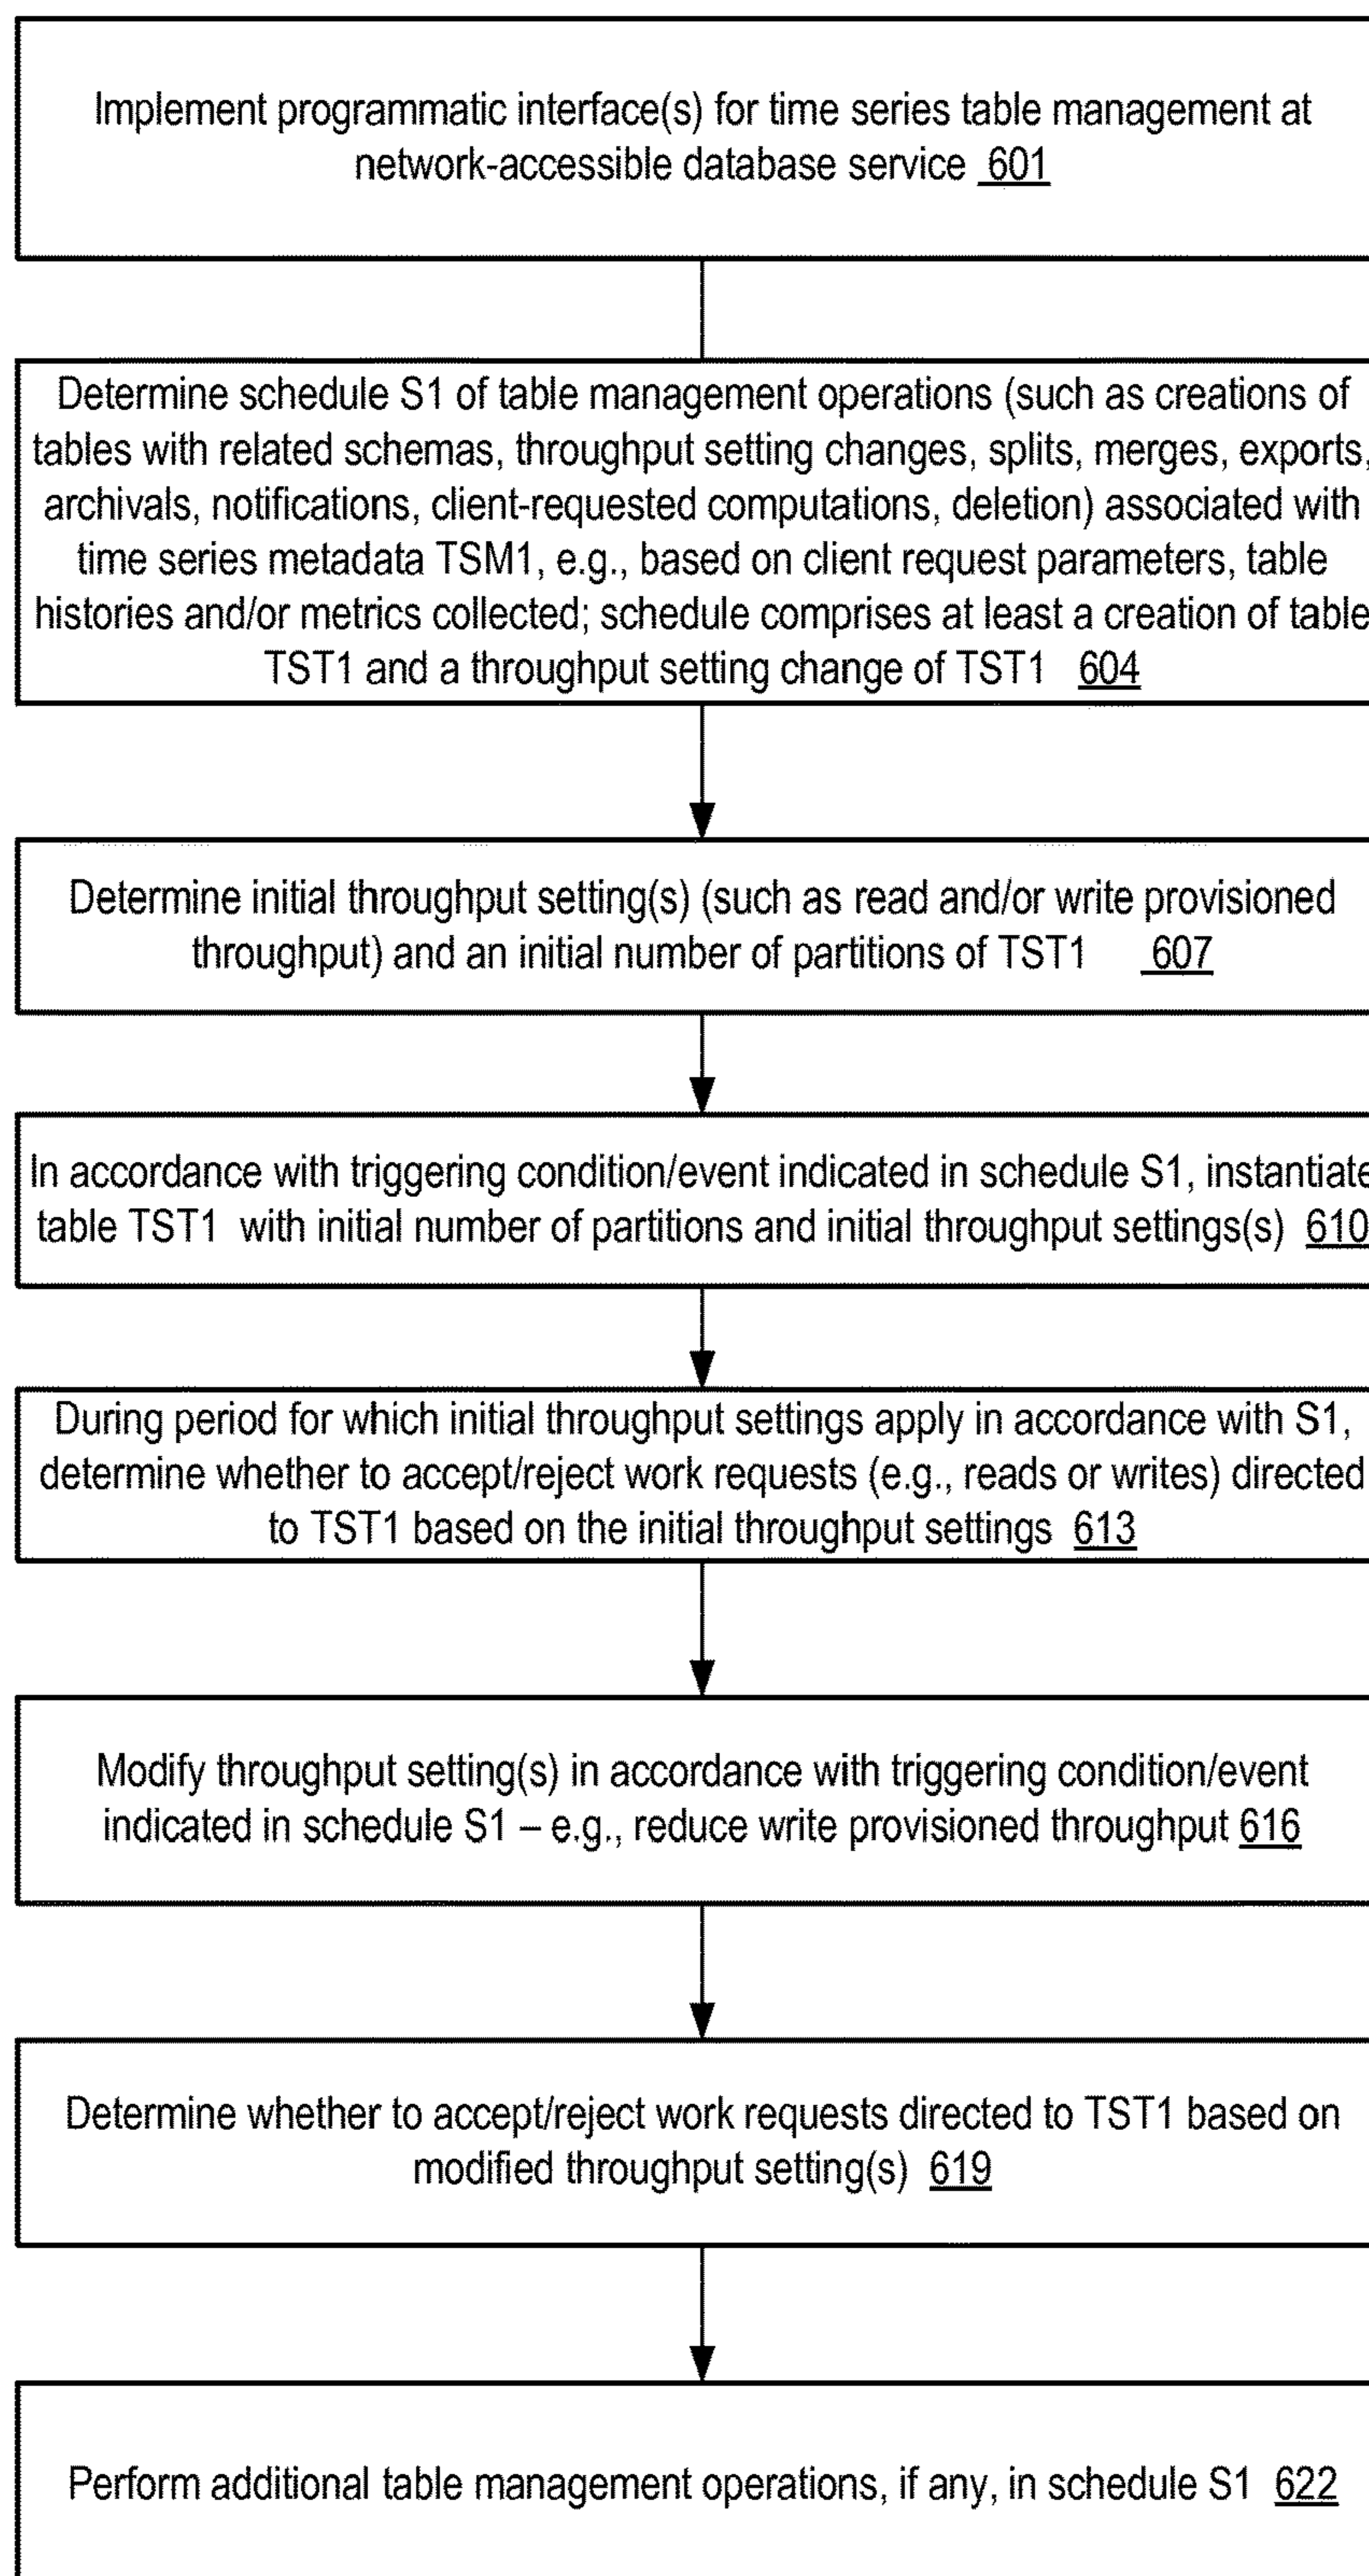 Implement programmatic interface(s) for time series table management at
network-accessible database service 601
Determine schedule S1 of table management operations (such as creations of
tables with related schemas, throughput setting changes, splits, merges, exports,
archivals, notifications, client-requested computations, deletion) associated with
time series metadata TSM1, e.g., based on client request parameters, table
histories and/or metrics collected; schedule comprises at least a creation of table
TST1 and a throughput setting change of TST1 604
Determine initial throughput setting(s) (such as read and/or write provisioned
throughput) and an initial number of partitions of TST1 607
In accordance with triggering condition/event indicated in schedule S1, instantiate
table TST1 with initial number of partitions and initial throughput settings(s) 610
During period for which initial throughput settings apply in accordance with S1,
determine whether to accept/reject work requests (e.g., reads or writes) directed
to TST1 based on the initial throughput settings 613
Modify throughput setting(s) in accordance with triggering condition/event
indicated in schedule S1 – e.g., reduce write provisioned throughput 616
Determine whether to accept/reject work requests directed to TST1 based on
modified throughput setting(s) 619
Perform additional table management operations, if any, in schedule S1 622